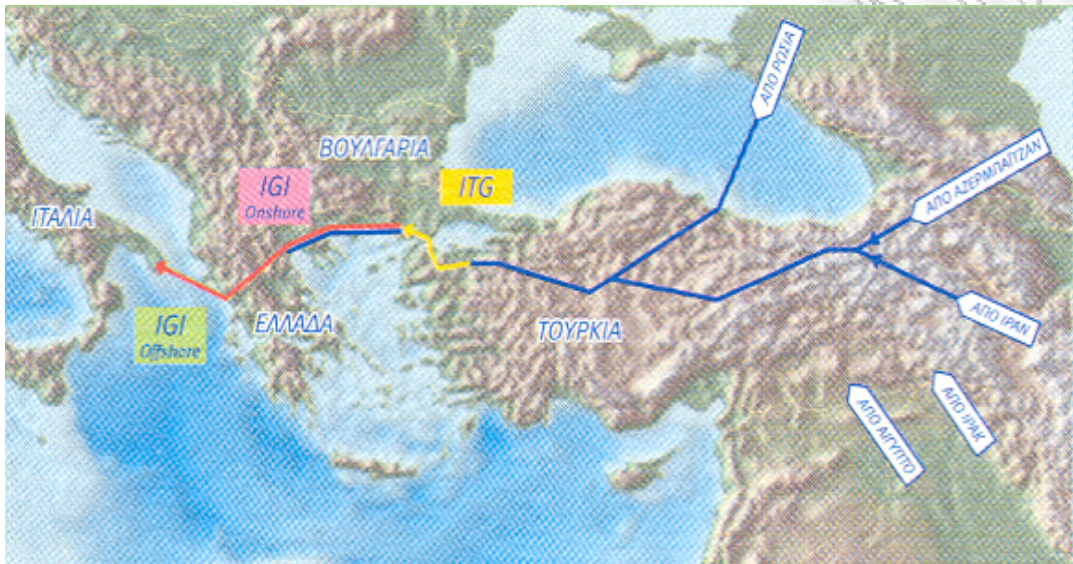 ΑΠΟ ΡΩΣΙΑ
ΒΟΥΛΓΑΡΙΑ
IGI
Onshore
ITG
ΑΠΟ ΑΖΕΡΜΠΑΪΤΖΑΝ
ΙΤΑΛΙΑ
IGI
Offshore
ΕΛΛΑΔΑ
ΤΟΥΡΚΙΑ
ΑΠΟ ΙΡΑΝ
ΑΠΟ ΑΙΓΥΠΤΟ
ΑΠΟ ΙΡΑΚ